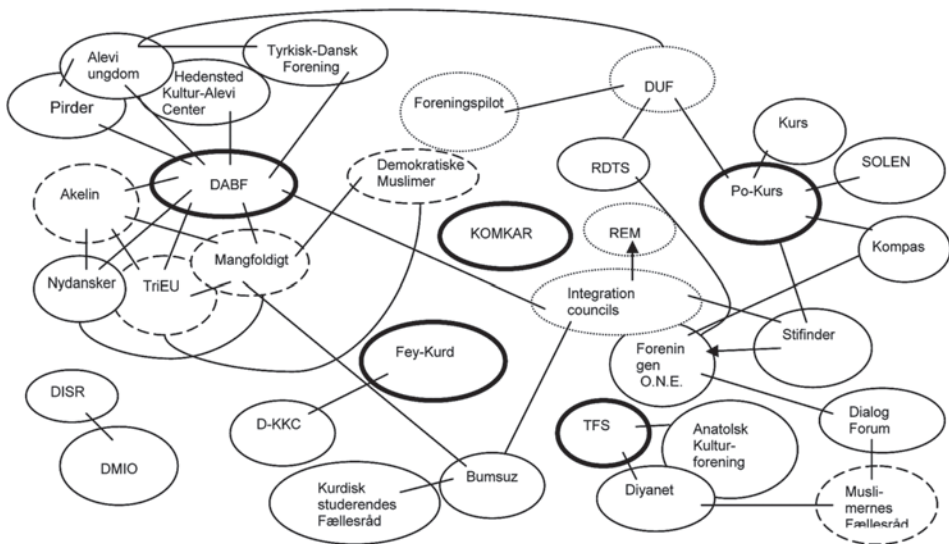 Alevi
ungdom
Tyrkisk-Dansk
Forening
Hedensted
Kultur-Alevi
Center
Pirder
Foreningspilot
DUF
Kurs
SOLEN
RDTS
Po-Kurs
Akelin
DABF
Demokratiske
Muslimer
KOMKAR
REM
Kompas
Mangfoldigt
Nydansker
TriEU
Integration
councils
Stifinder
Fey-Kurd
Forenin
gen
O.N.E.
DISR
D-KKC
TFS
Anatolsk
Kultur-
forening
Dialog
Forum
DMIO
Kurdisk
studerendes
Fællesråd
Bumsuz
Diyanet
Musli-
mernes
Fællesråd